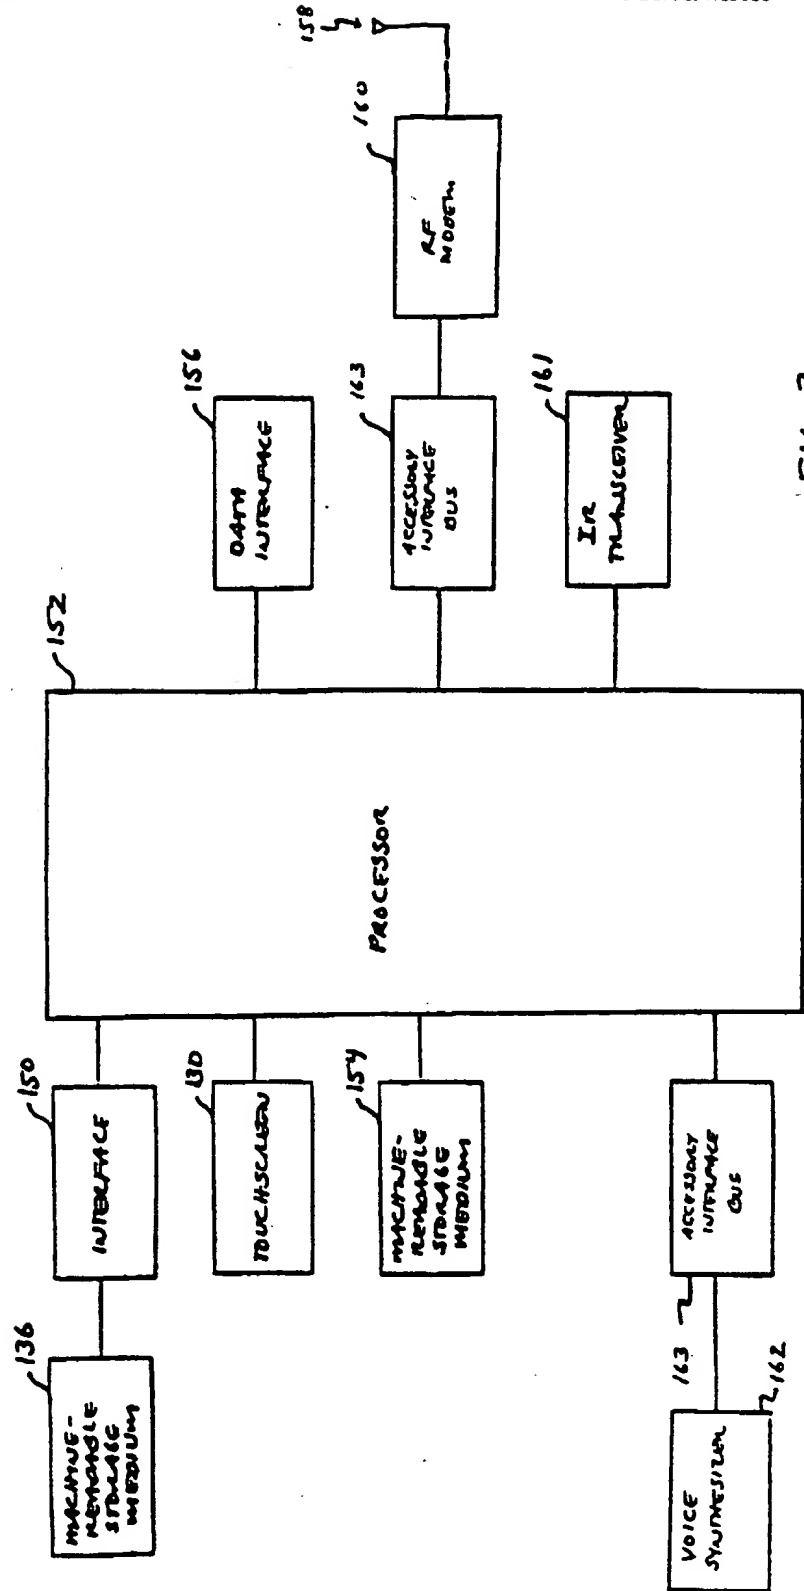 136
MACHINE-
READABLE
STORAGE
MEDIUM
150
INTERFACE
130
TOUCHSCREEN
154
MACHINE-
READABLE
STORAGE
MEDIUM
162
VOICE
SYNTHESIZER
163
ACCESSORY
INTERFACE
BUS
152
PROCESSOR
156
DATA
INTERFACE
163
ACCESSORY
INTERFACE
BUS
161
IR
TRANSCEIVER
160
RF
MODEM
158